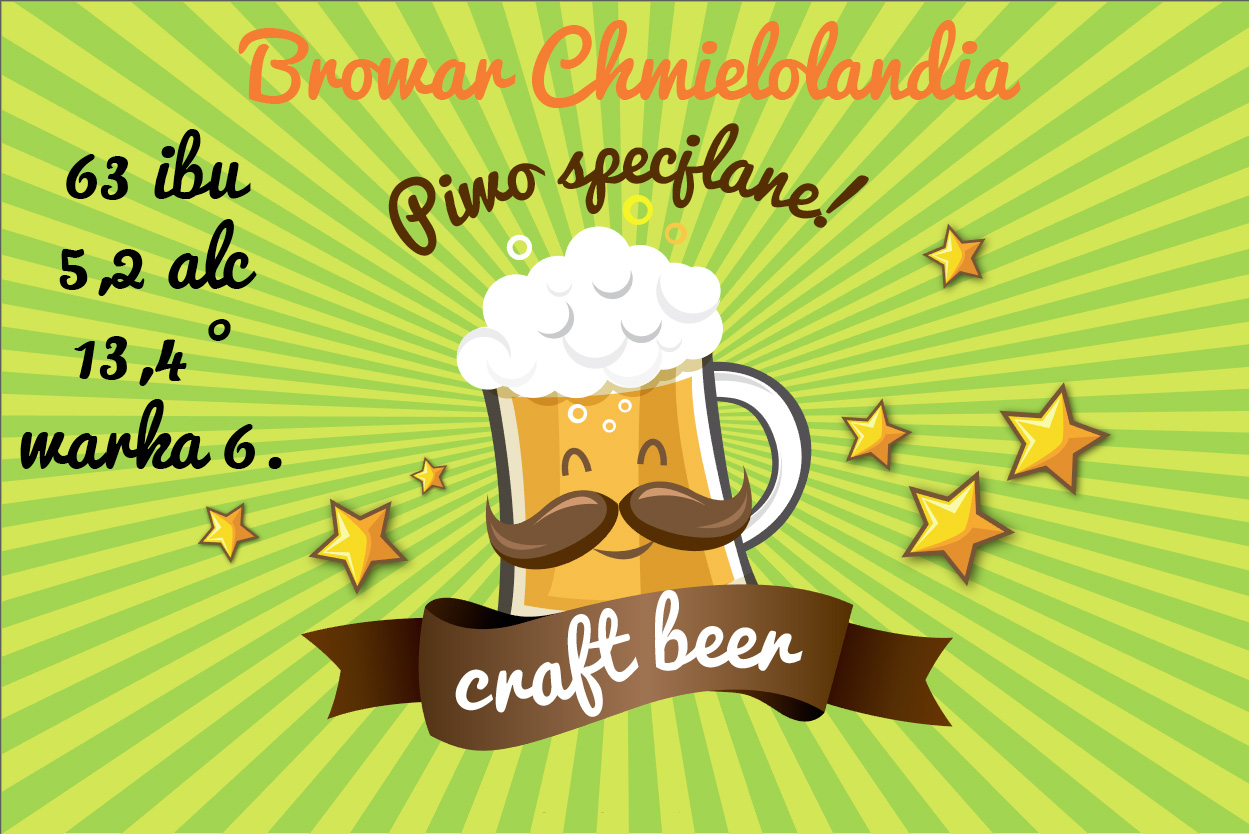 Browar Chmielolandia
Piwo specjlane!
63 ibu
5,2 alc
13,4°
warka 6.
craft beer